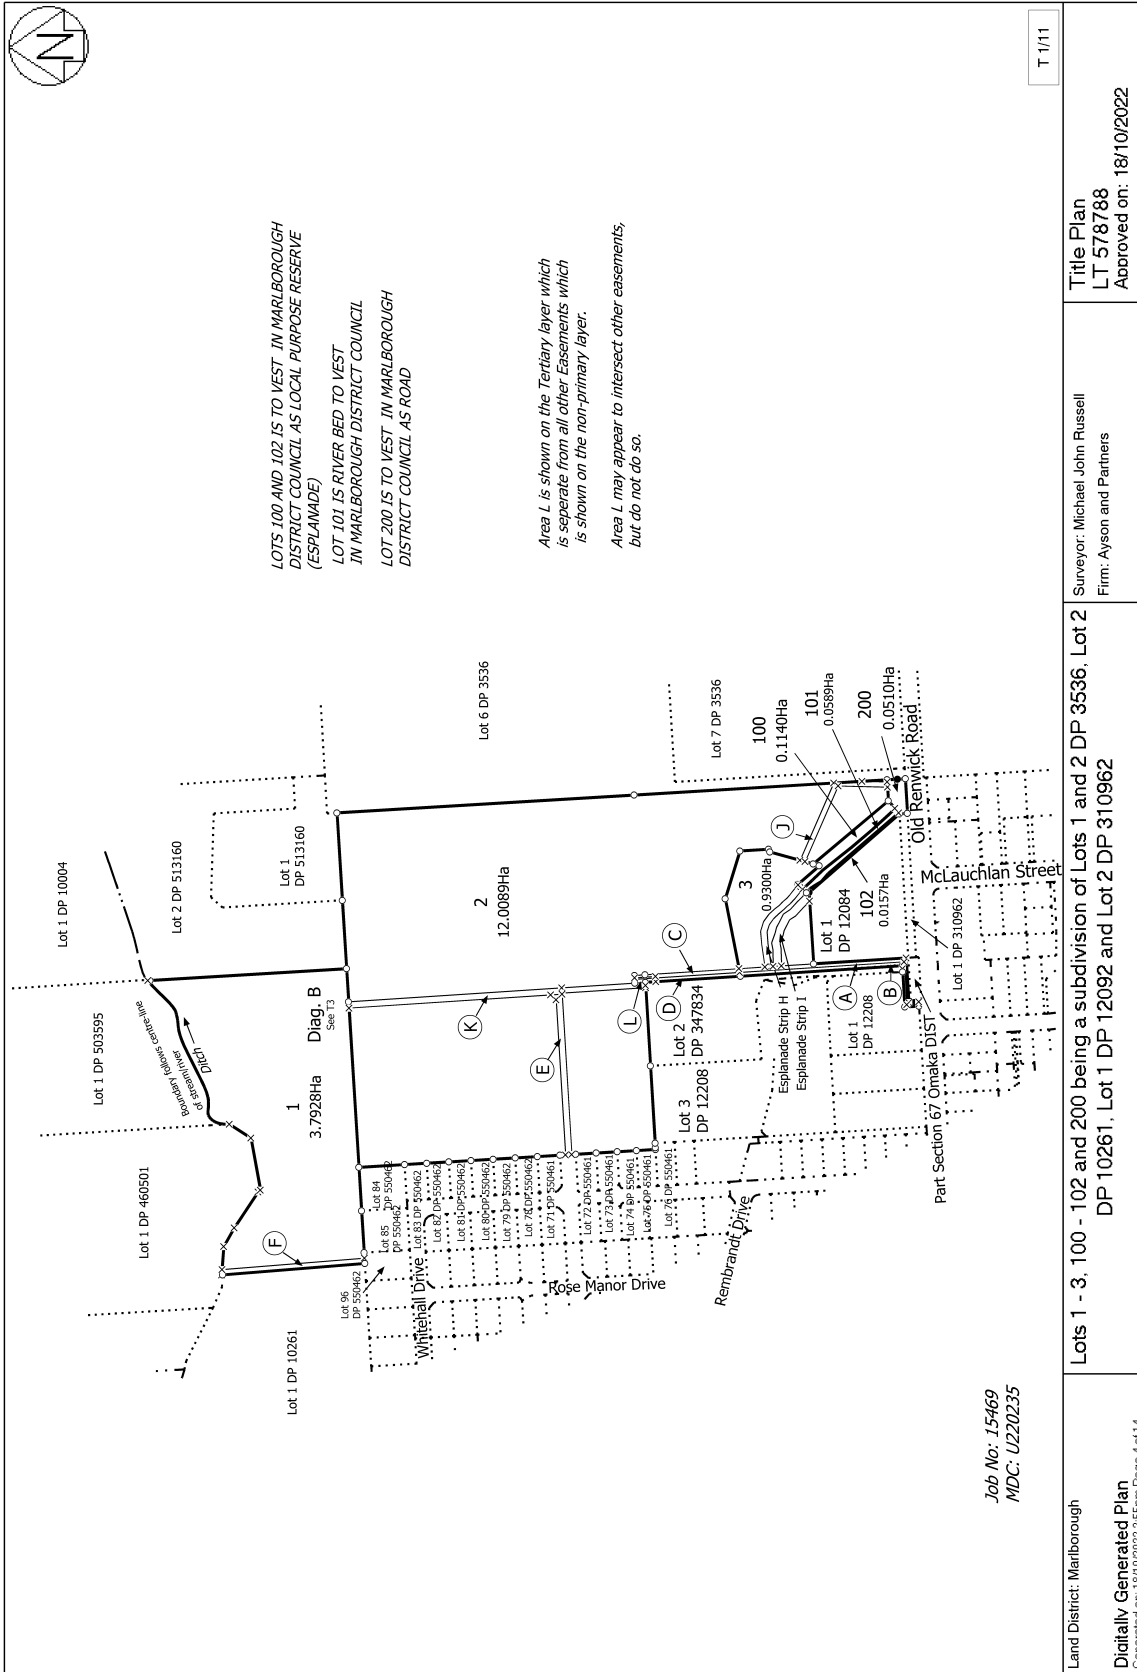 N
T 1/11
LOTS 100 AND 102 IS TO VEST IN MARLBOROUGH
DISTRICT COUNCIL AS LOCAL PURPOSE RESERVE
(ESPLANADE)
LOT 101 IS RIVER BED TO VEST
IN MARLBOROUGH DISTRICT COUNCIL
LOT 200 IS TO VEST IN MARLBOROUGH
DISTRICT COUNCIL AS ROAD
Area L is shown on the Tertiary layer which
is seperate from all other Easements which
is shown on the non-primary layer.
Area L may appear to intersect other easements,
but do not do so.
Lot 1 DP 10004
Lot 2 DP 513160
Lot 1
DP 513160
Lot 6 DP 3536
Lot 7 DP 3536
Lot 1 DP 503595
Boundary follows centre-line
of stream/river
Ditch
Lot 1 DP 460501
Lot 1 DP 10261
1
3.7928Ha
Diag. B
See T3
2
12.0089Ha
3
0.9300Ha
100
0.1140Ha
101
0.0589Ha
200
0.0510Ha
102
0.0157Ha
F
K
E
L
D
C
J
A
B
Lot 1
DP 12084
Lot 2
DP 347834
Lot 3
DP 12208
Esplanade Strip H
Esplanade Strip I
Lot 1
DP 12208
Old Renwick Road
McLauchlan Street
Lot 1 DP 310962
Part Section 67 Omaka DIST
Lot 96
DP 550462
Lot 85
DP 550462
Lot 84
DP 550462
Lot 83 DP 550462
Lot 82 DP 550462
Lot 81 DP 550462
Lot 80 DP 550462
Lot 79 DP 550462
Lot 78 DP 550462
Lot 71 DP 550461
Lot 72 DP 550461
Lot 73 DP 550461
Lot 74 DP 550461
Lot 75 DP 550461
Lot 76 DP 550461
Whitehall Drive
Rose Manor Drive
Rembrandt Drive
Job No: 15469
MDC: U220235
Land District: Marlborough
Digitally Generated Plan
Generated on: 18/10/2022 2:55pm Page 4 of 14
Lots 1 - 3, 100 - 102 and 200 being a subdivision of Lots 1 and 2 DP 3536, Lot 2
DP 10261, Lot 1 DP 12092 and Lot 2 DP 310962
Surveyor: Michael John Russell
Firm: Ayson and Partners
Title Plan
LT 578788
Approved on: 18/10/2022